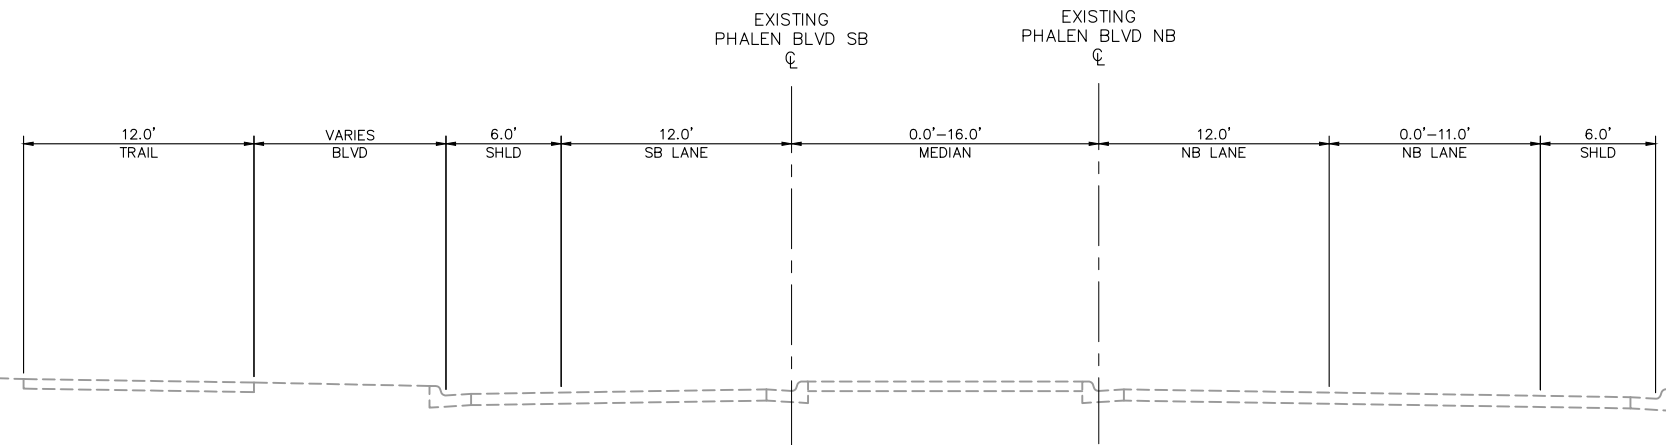 EXISTING
PHALEN BLVD SB
℄
EXISTING
PHALEN BLVD NB
℄
12.0'
TRAIL
VARIES
BLVD
6.0'
SHLD
12.0'
SB LANE
0.0'-16.0'
MEDIAN
12.0'
NB LANE
0.0'-11.0'
NB LANE
6.0'
SHLD